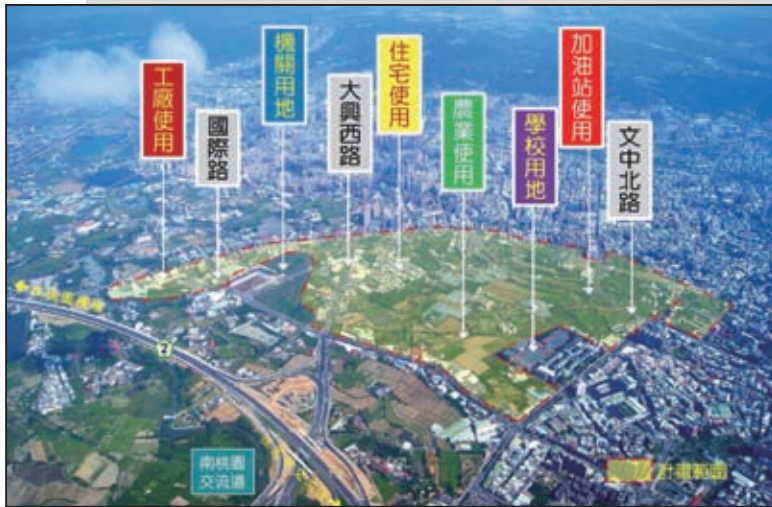 工廠使用
國際路
機關用地
大興西路
住宅使用
農業使用
學校用地
加油站使用
文中北路
2
南桃園
交流道
計畫範圍